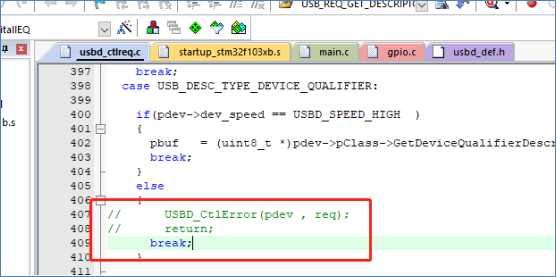 USB_REQ_GET_DESCRIPTO
itallEQ
usbd_ctlreq.c startup_stm32f103xb.s main.c gpio.c usbd_def.h
397 break;
398 case USB_DESC_TYPE_DEVICE_QUALIFIER:
399
400 if(pdev->dev_speed == USBD_SPEED_HIGH )
401 {
402 pbuf = (uint8_t *)pdev->pClass->GetDeviceQualifierDescr
b.s
403 break;
404 }
405 else
406 {
407 // USBD_CtlError(pdev , req);
408 // return;
409 break;
410 }